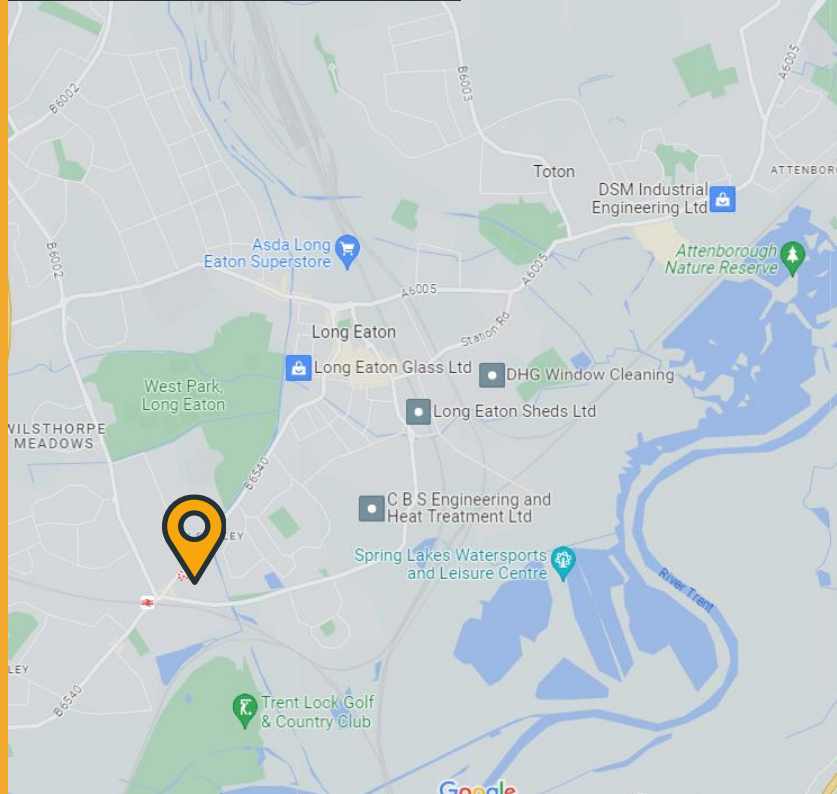 B6002
B6003
A6005
Toton
ATTENBOR
DSM Industrial
Engineering Ltd
Asda Long
Eaton Superstore
B6002
Attenborough
Nature Reserve
A6005
A6005
Long Eaton
Station Rd
Long Eaton Glass Ltd
DHG Window Cleaning
West Park,
Long Eaton
Long Eaton Sheds Ltd
WILSTHORPE
MEADOWS
B6540
C B S Engineering and
Heat Treatment Ltd
LEY
Spring Lakes Watersports
and Leisure Centre
River Trent
LEY
B6540
Trent Lock Golf
& Country Club
Google